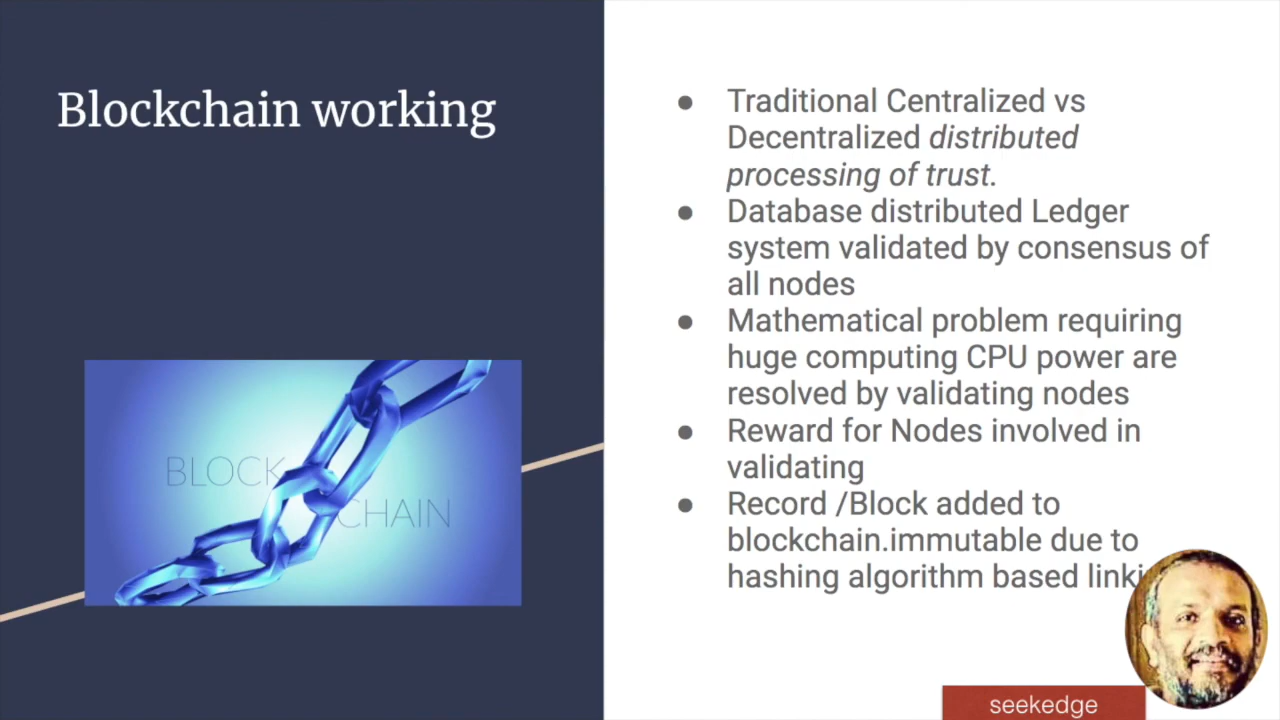 Blockchain working
BLOCK
CHAIN
● Traditional Centralized vs
Decentralized distributed
processing of trust.
● Database distributed Ledger
system validated by consensus of
all nodes
● Mathematical problem requiring
huge computing CPU power are
resolved by validating nodes
● Reward for Nodes involved in
validating
● Record /Block added to
blockchain.immutable due to
hashing algorithm based
seekedge